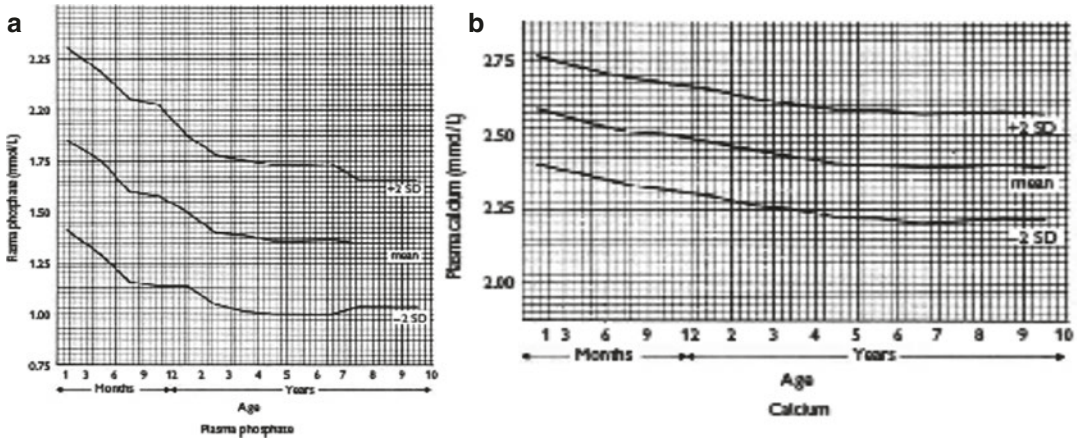 a
Plasma phosphate (mmol/L)
2.25
2.20
1.75
1.50
1.25
1.00
0.75
+2 SD
mean
−2 SD
1 3 6 9 12 2 3 4 5 6 7 8 9 10
Months Years
Age
Plasma phosphate
b
Plasma calcium (mmol/L)
2.75
2.50
2.25
2.00
+2 SD
mean
−2 SD
1 3 6 9 12 2 3 4 5 6 7 8 9 10
Months Years
Age
Calcium